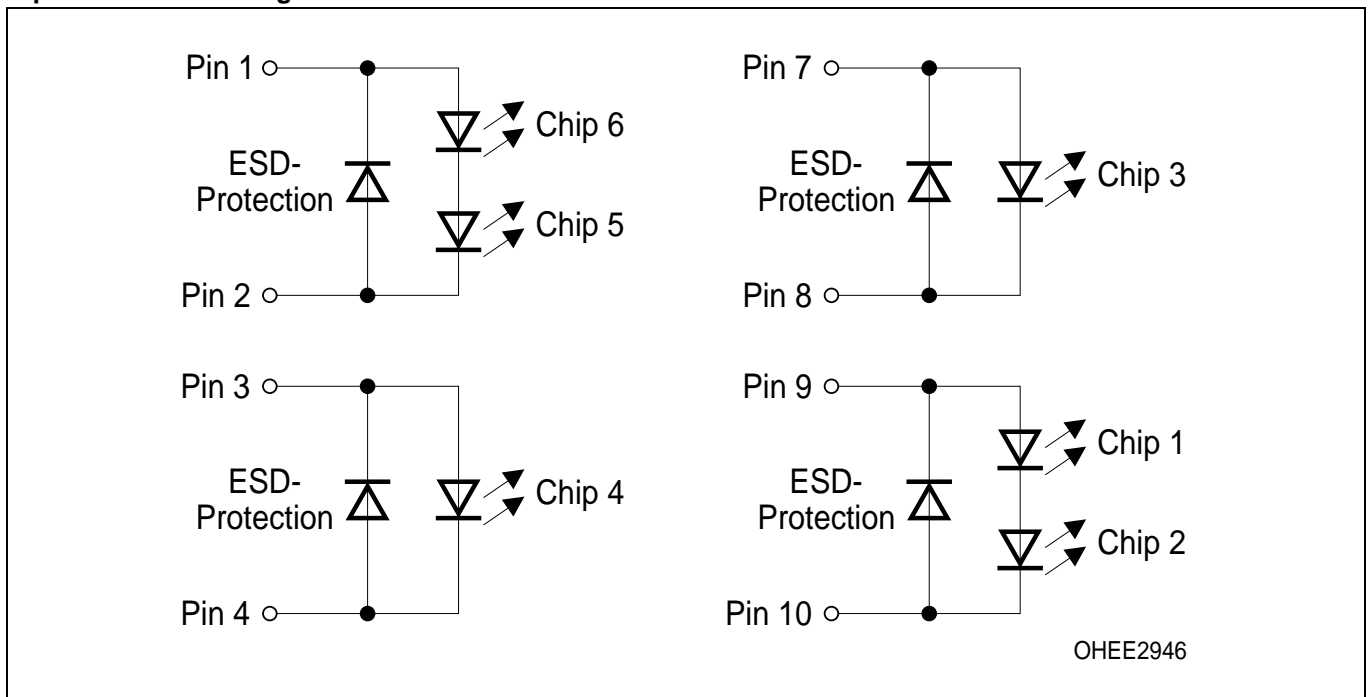 Pin 1
Chip 6
ESD-
Protection
Chip 5
Pin 2
Pin 7
ESD-
Protection
Chip 3
Pin 8
Pin 3
ESD-
Protection
Chip 4
Pin 4
Pin 9
Chip 1
ESD-
Protection
Chip 2
Pin 10
OHEE2946